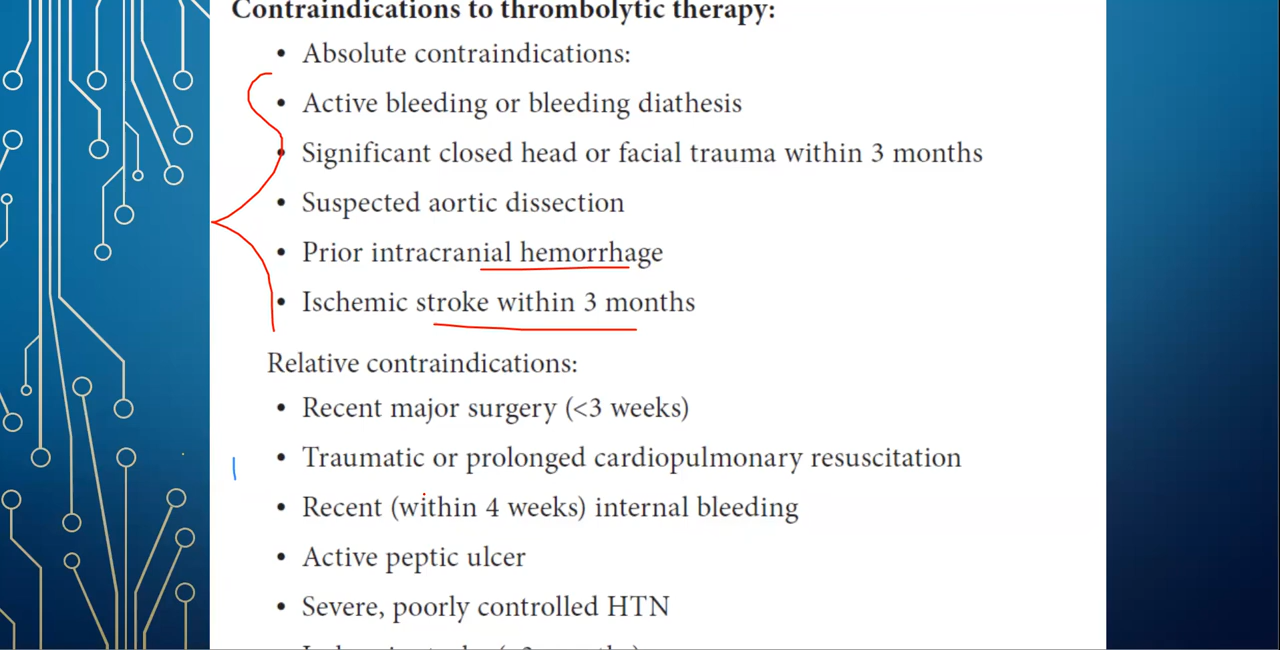 Contraindications to thrombolytic therapy:
• Absolute contraindications:
• Active bleeding or bleeding diathesis
• Significant closed head or facial trauma within 3 months
• Suspected aortic dissection
• Prior intracranial hemorrhage
• Ischemic stroke within 3 months
Relative contraindications:
• Recent major surgery (<3 weeks)
• Traumatic or prolonged cardiopulmonary resuscitation
• Recent (within 4 weeks) internal bleeding
• Active peptic ulcer
• Severe, poorly controlled HTN